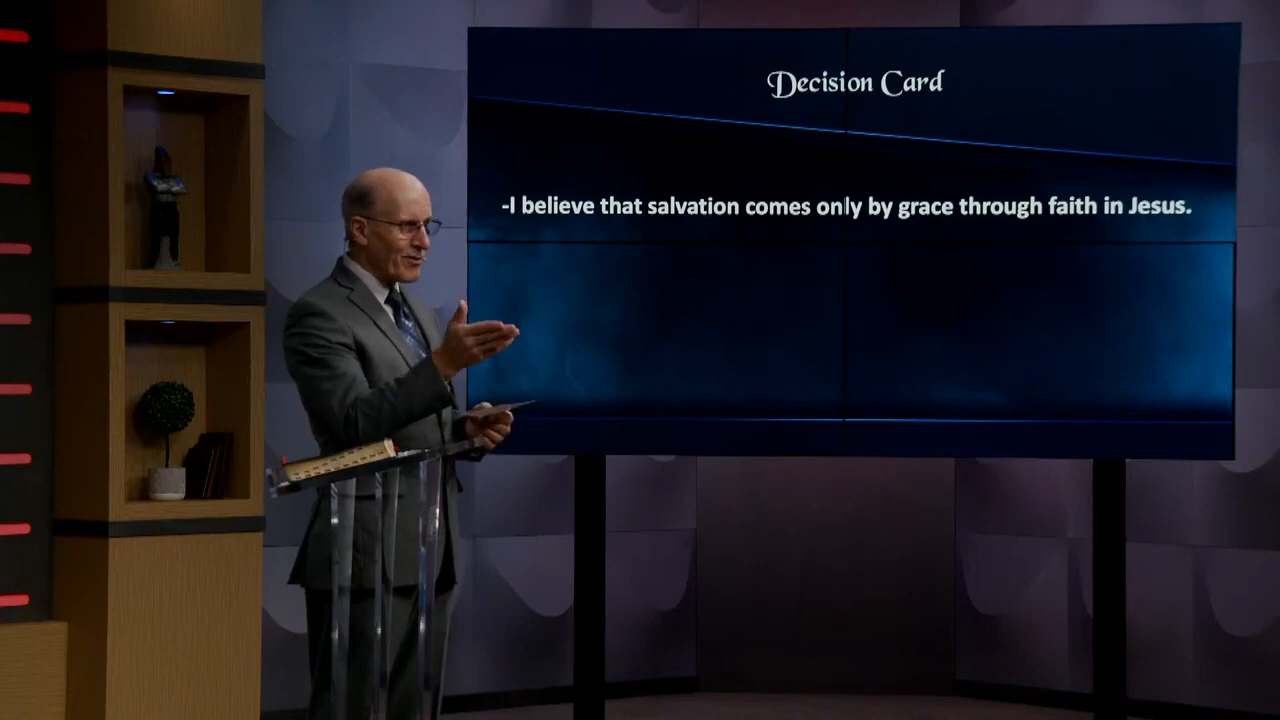 Decision Card
-I believe that salvation comes only by grace through faith in Jesus.